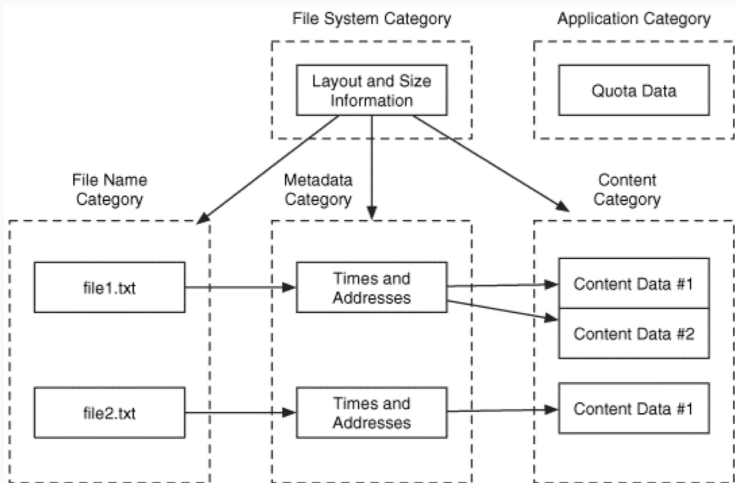 File System Category
Application Category
Layout and Size
Information
Quota Data
File Name
Category
Metadata
Category
Content
Category
file1.txt
Times and
Addresses
Content Data #1
Content Data #2
file2.txt
Times and
Addresses
Content Data #1